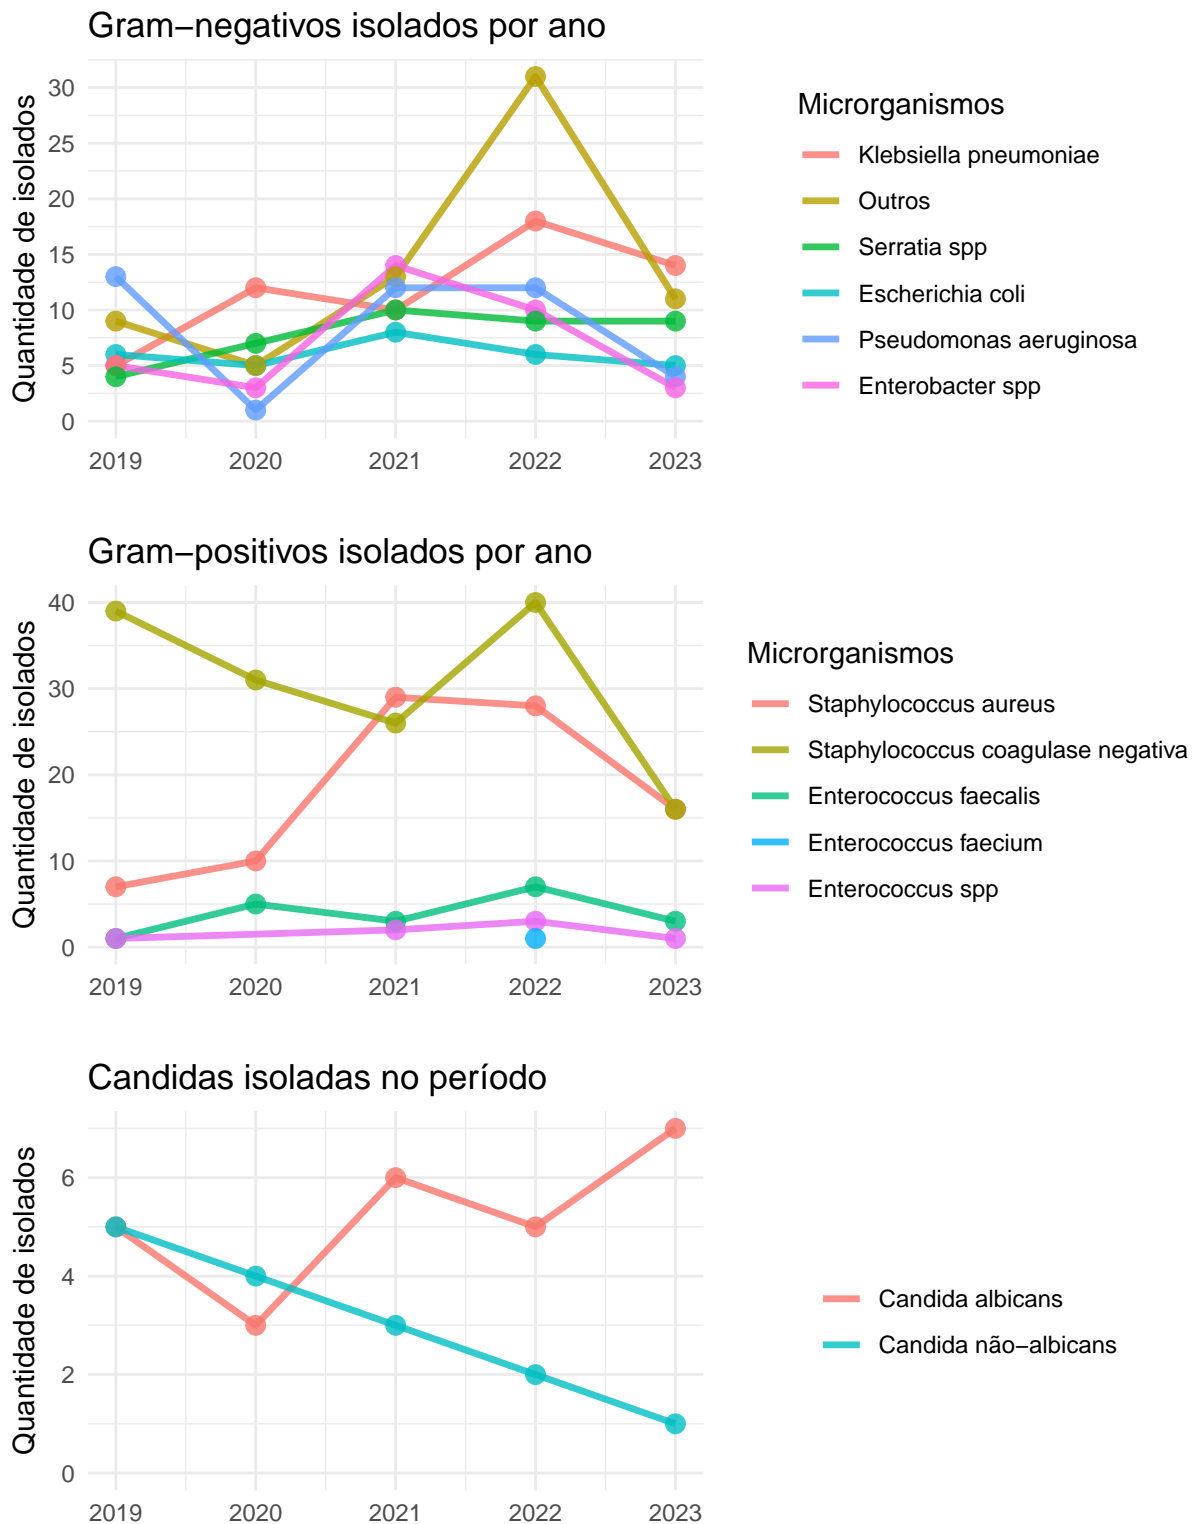 Gram−negativos isolados por ano
Quantidade de isolados
30
25
20
15
10
5
0
2019 2020 2021 2022 2023
Microrganismos
Klebsiella pneumoniae
Outros
Serratia spp
Escherichia coli
Pseudomonas aeruginosa
Enterobacter spp
Gram−positivos isolados por ano
Quantidade de isolados
40
30
20
10
0
2019 2020 2021 2022 2023
Microrganismos
Staphylococcus aureus
Staphylococcus coagulase negativa
Enterococcus faecalis
Enterococcus faecium
Enterococcus spp
Candidas isoladas no período
Quantidade de isolados
6
4
2
0
2019 2020 2021 2022 2023
Candida albicans
Candida não−albicans